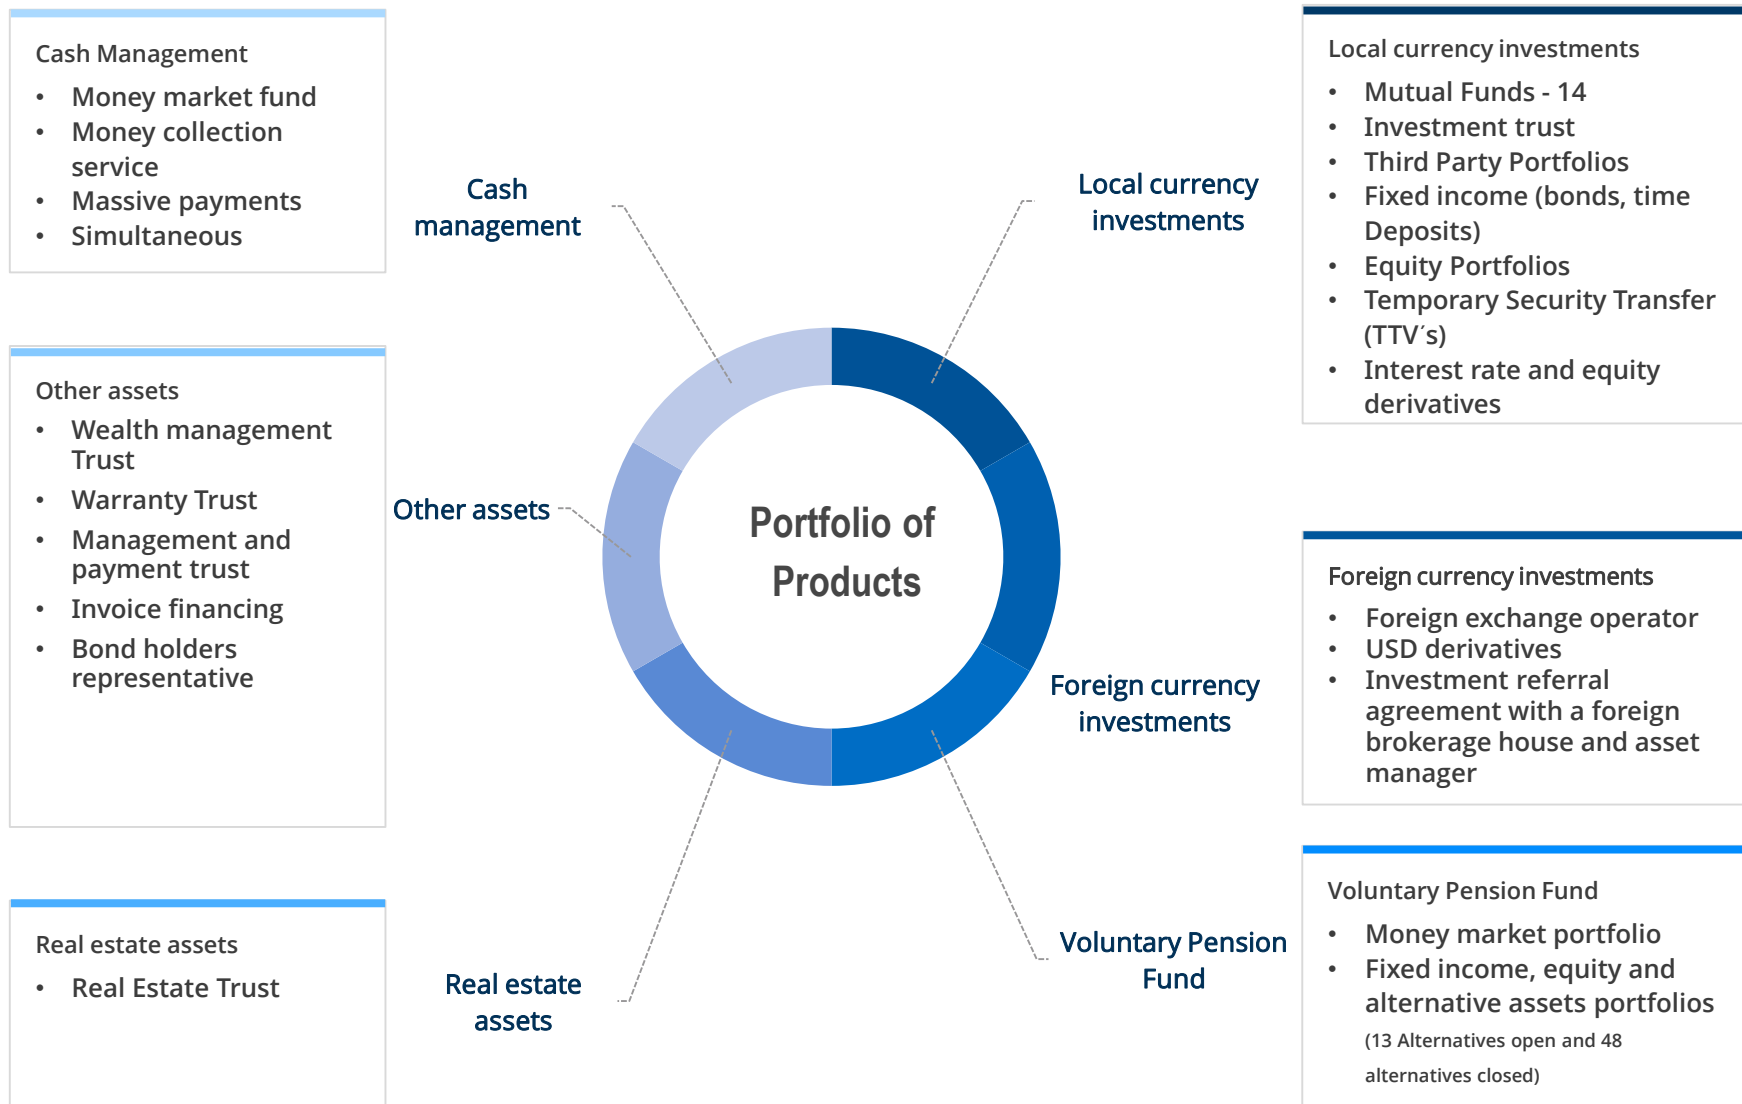 Cash Management
• Money market fund
• Money collection
service
• Massive payments
• Simultaneous
Other assets
• Wealth management
Trust
• Warranty Trust
• Management and
payment trust
• Invoice financing
• Bond holders
representative
Real estate assets
• Real Estate Trust
Cash
management
Other assets
Real estate
assets
Portfolio of
Products
Local currency
investments
Foreign currency
investments
Voluntary Pension
Fund
Local currency investments
• Mutual Funds - 14
• Investment trust
• Third Party Portfolios
• Fixed income (bonds, time
Deposits)
• Equity Portfolios
• Temporary Security Transfer
(TTV´s)
• Interest rate and equity
derivatives
Foreign currency investments
• Foreign exchange operator
• USD derivatives
• Investment referral
agreement with a foreign
brokerage house and asset
manager
Voluntary Pension Fund
• Money market portfolio
• Fixed income, equity and
alternative assets portfolios
(13 Alternatives open and 48
alternatives closed)